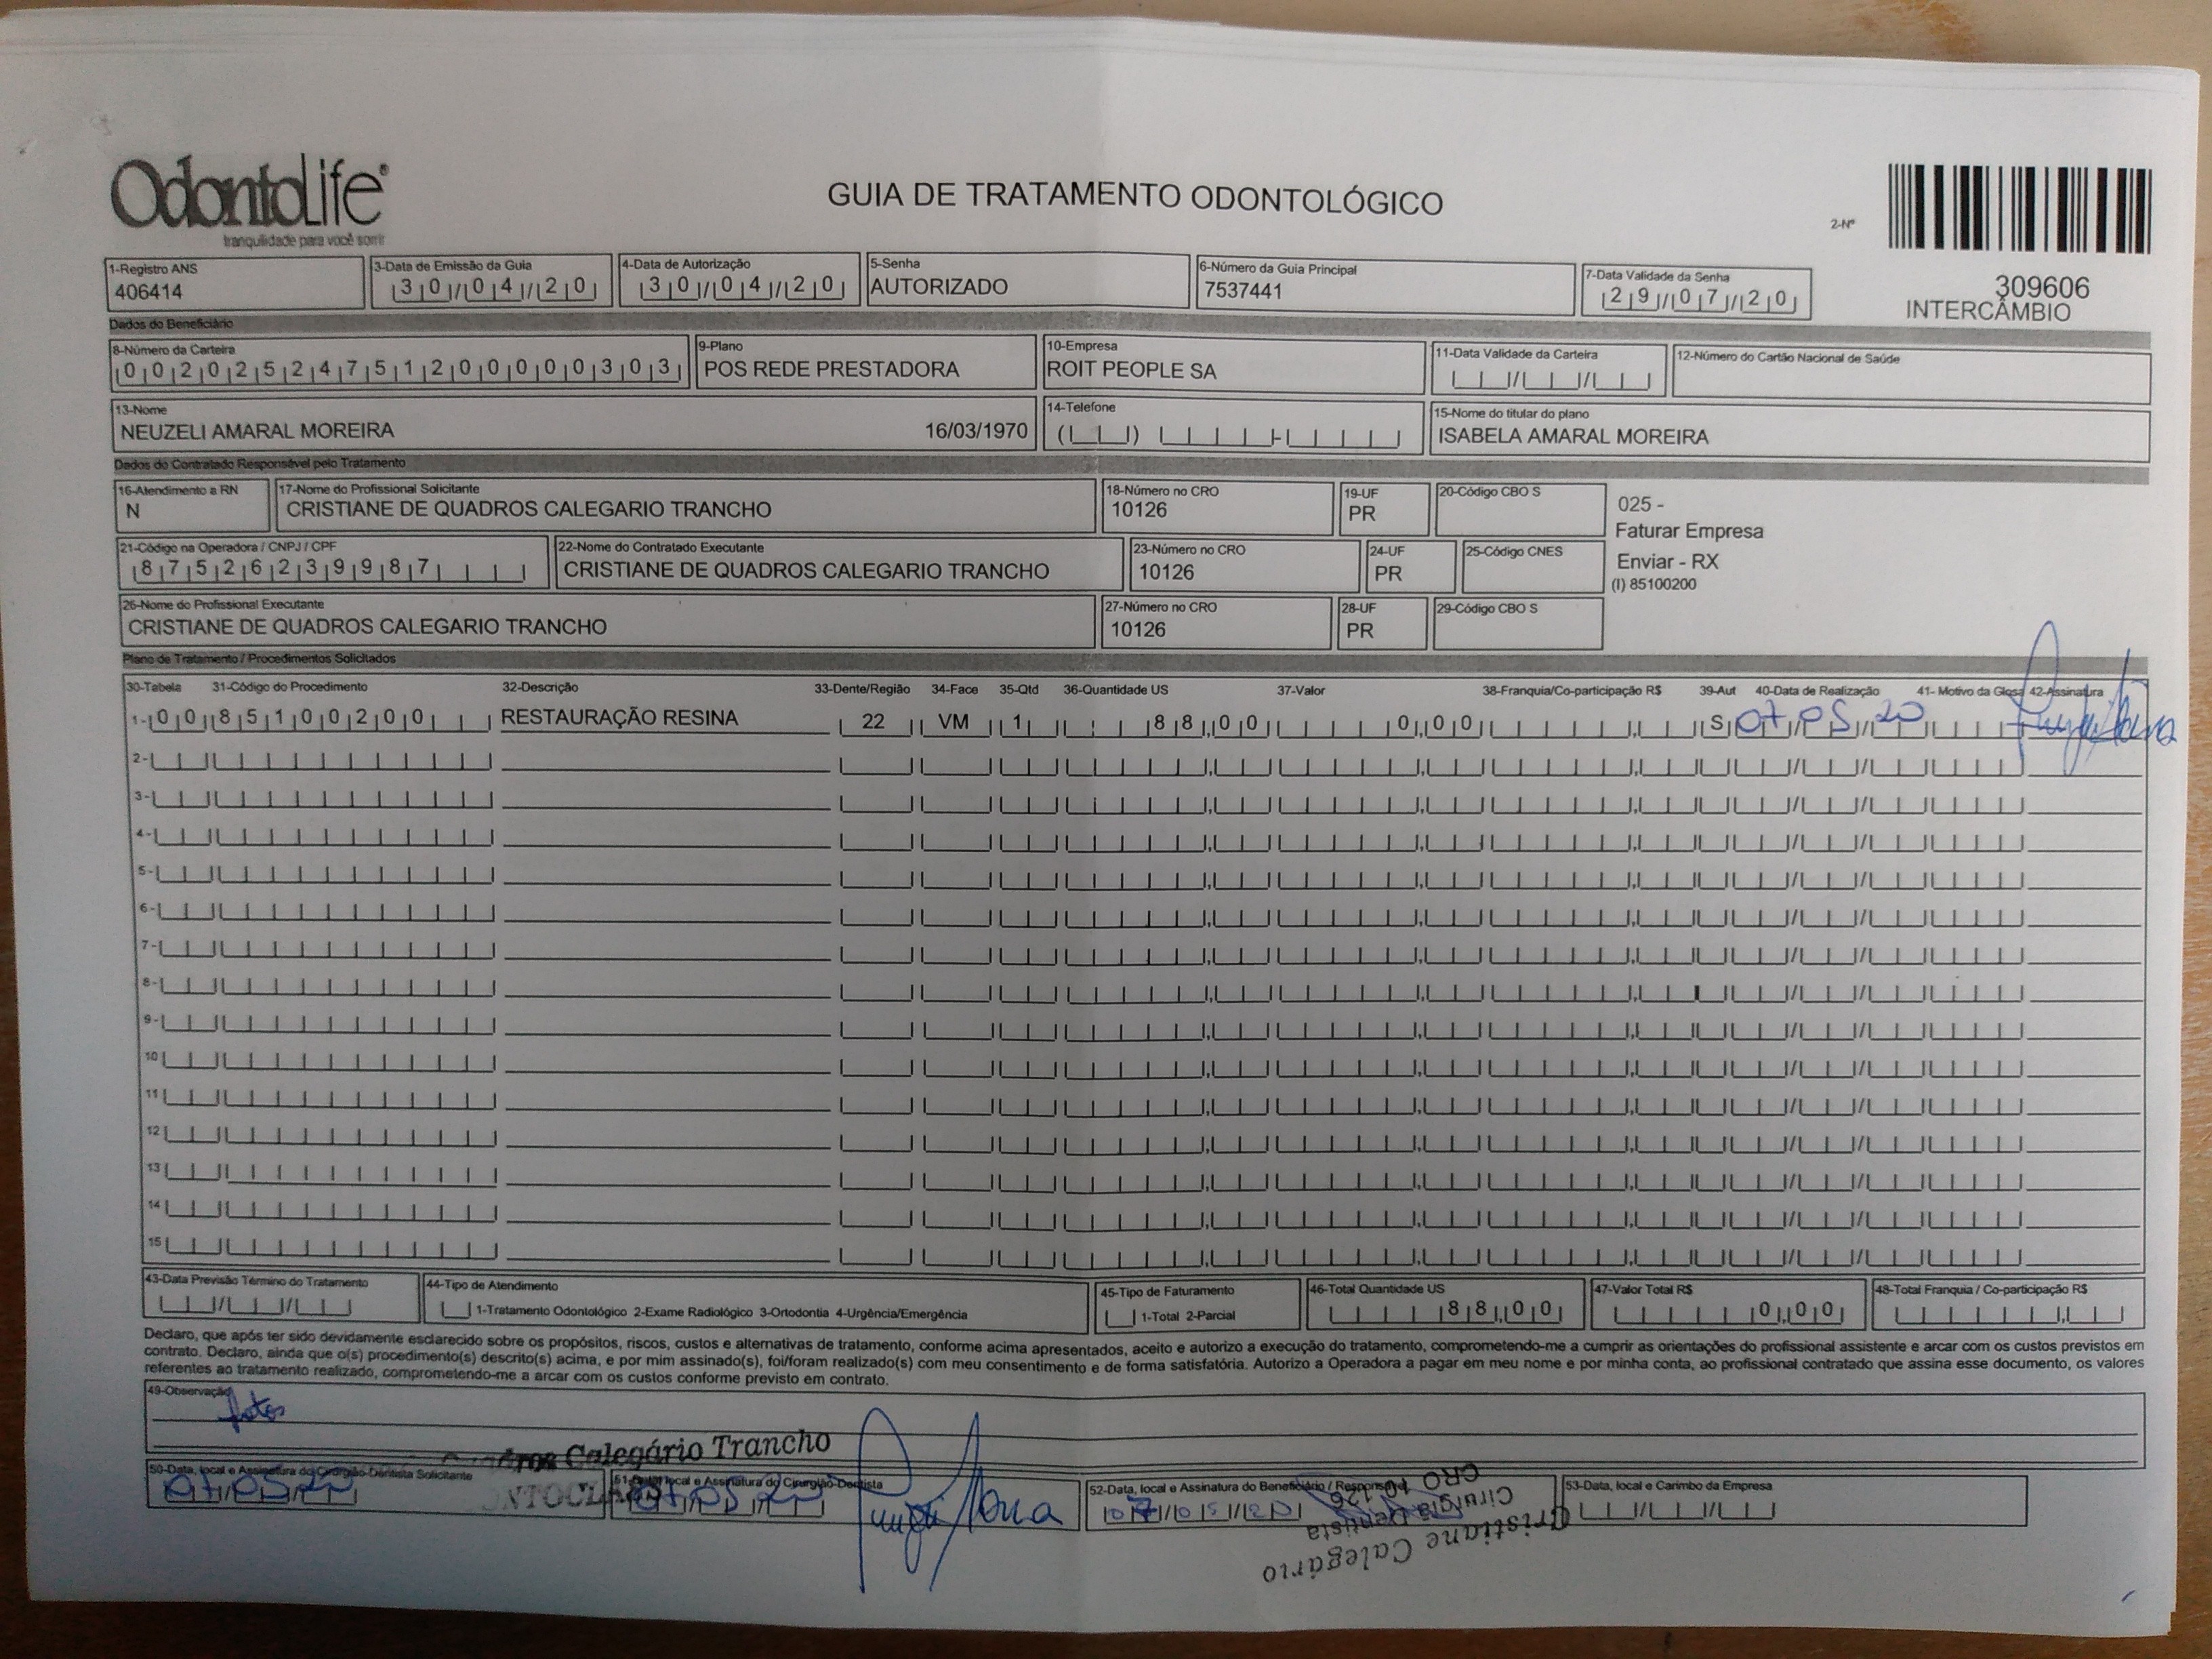 OdontoLife®
tranquilidade para você sorrir
GUIA DE TRATAMENTO ODONTOLÓGICO
2-Nº
309606
INTERCÂMBIO
1-Registro ANS
406414
3-Data de Emissão da Guia
30/04/20
4-Data de Autorização
30/04/20
5-Senha
AUTORIZADO
6-Número da Guia Principal
7537441
7-Data Validade da Senha
29/07/20
Dados do Beneficiário
8-Número da Carteira
00202524751200000303
9-Plano
POS REDE PRESTADORA
10-Empresa
ROIT PEOPLE SA
11-Data Validade da Carteira
12-Número do Cartão Nacional de Saúde
13-Nome
NEUZELI AMARAL MOREIRA 16/03/1970
14-Telefone
15-Nome do titular do plano
ISABELA AMARAL MOREIRA
Dados do Contratado Responsável pelo Tratamento
16-Atendimento a RN
N
17-Nome do Profissional Solicitante
CRISTIANE DE QUADROS CALEGARIO TRANCHO
18-Número no CRO
10126
19-UF
PR
20-Código CBO S
025 -
Faturar Empresa
Enviar - RX
(I) 85100200
21-Código na Operadora / CNPJ / CPF
87526239987
22-Nome do Contratado Executante
CRISTIANE DE QUADROS CALEGARIO TRANCHO
23-Número no CRO
10126
24-UF
PR
25-Código CNES
26-Nome do Profissional Executante
CRISTIANE DE QUADROS CALEGARIO TRANCHO
27-Número no CRO
10126
28-UF
PR
29-Código CBO S
Plano de Tratamento / Procedimentos Solicitados
30-Tabela 31-Código do Procedimento 32-Descrição 33-Dente/Região 34-Face 35-Qtd 36-Quantidade US 37-Valor 38-Franquia/Co-participação R$ 39-Aut 40-Data de Realização 41- Motivo da Glosa 42-Assinatura
1- 00 85100200 RESTAURAÇÃO RESINA 22 VM 1 88,00 0,00 S 07/05/20
2-
3-
4-
5-
6-
7-
8-
9-
10
11
12
13
14
15
43-Data Previsão Término do Tratamento
44-Tipo de Atendimento
1-Tratamento Odontológico 2-Exame Radiológico 3-Ortodontia 4-Urgência/Emergência
45-Tipo de Faturamento
1-Total 2-Parcial
46-Total Quantidade US
88,00
47-Valor Total R$
0,00
48-Total Franquia / Co-participação R$
Declaro, que após ter sido devidamente esclarecido sobre os propósitos, riscos, custos e alternativas de tratamento, conforme acima apresentados, aceito e autorizo a execução do tratamento, comprometendo-me a cumprir as orientações do profissional assistente e arcar com os custos previstos em
contrato. Declaro, ainda que o(s) procedimento(s) descrito(s) acima, e por mim assinado(s), foi/foram realizado(s) com meu consentimento e de forma satisfatória. Autorizo a Operadora a pagar em meu nome e por minha conta, ao profissional contratado que assina esse documento, os valores
referentes ao tratamento realizado, comprometendo-me a arcar com os custos conforme previsto em contrato.
49-Observação
fotos
Calegário Trancho
50-Data, local e Assinatura do Cirurgião-Dentista Solicitante
07/05/20
51-Data, local e Assinatura do Cirurgião-Dentista
07/05/20
52-Data, local e Assinatura do Beneficiário / Responsável
07/05/20
53-Data, local e Carimbo da Empresa
Cristiane Calegário
Cirurgiã Dentista
CRO 10126